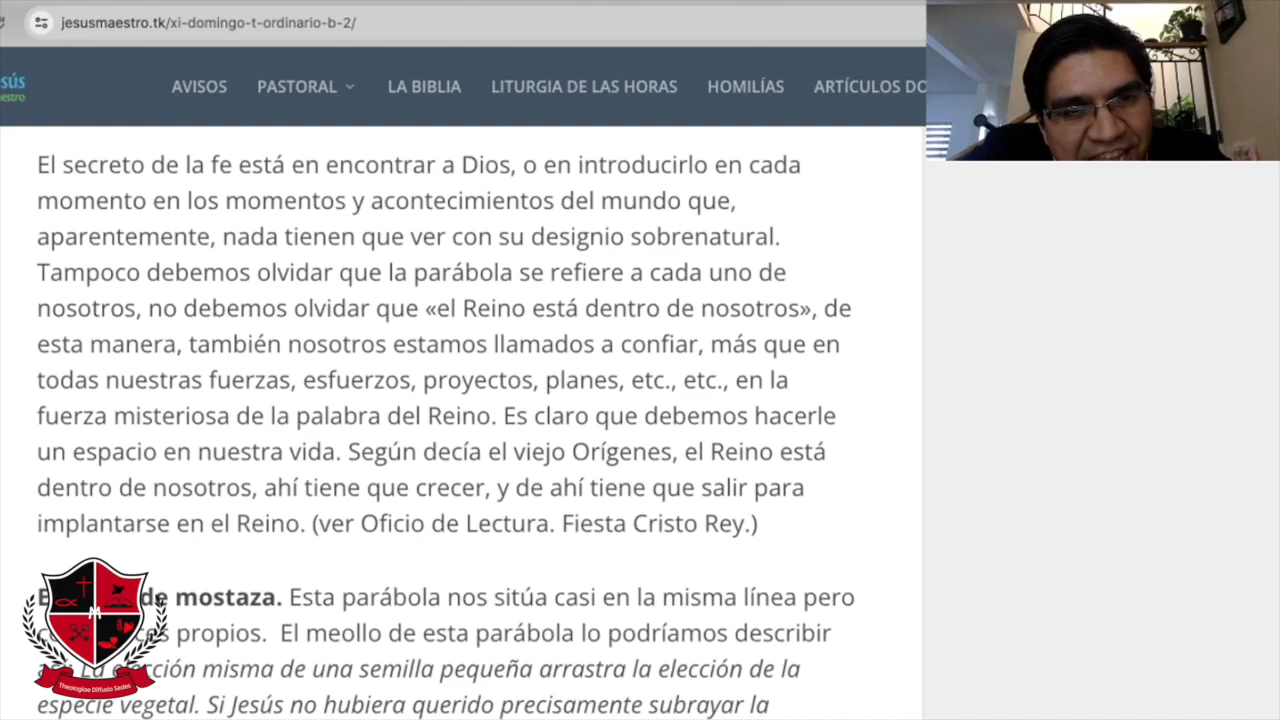 jesusmaestro.tk/xi-domingo-t-ordinario-b-2/
esús
aestro
AVISOS PASTORAL LA BIBLIA LITURGIA DE LAS HORAS HOMILÍAS ARTÍCULOS DO
El secreto de la fe está en encontrar a Dios, o en introducirlo en cada
momento en los momentos y acontecimientos del mundo que,
aparentemente, nada tienen que ver con su designio sobrenatural.
Tampoco debemos olvidar que la parábola se refiere a cada uno de
nosotros, no debemos olvidar que «el Reino está dentro de nosotros», de
esta manera, también nosotros estamos llamados a confiar, más que en
todas nuestras fuerzas, esfuerzos, proyectos, planes, etc., etc., en la
fuerza misteriosa de la palabra del Reino. Es claro que debemos hacerle
un espacio en nuestra vida. Según decía el viejo Orígenes, el Reino está
dentro de nosotros, ahí tiene que crecer, y de ahí tiene que salir para
implantarse en el Reino. (ver Oficio de Lectura. Fiesta Cristo Rey.)
de mostaza. Esta parábola nos sitúa casi en la misma línea pero
propios. El meollo de esta parábola lo podríamos describir
La elección misma de una semilla pequeña arrastra la elección de la
especie vegetal. Si Jesús no hubiera querido precisamente subrayar la
M
Theologiae Diffusio Sedes